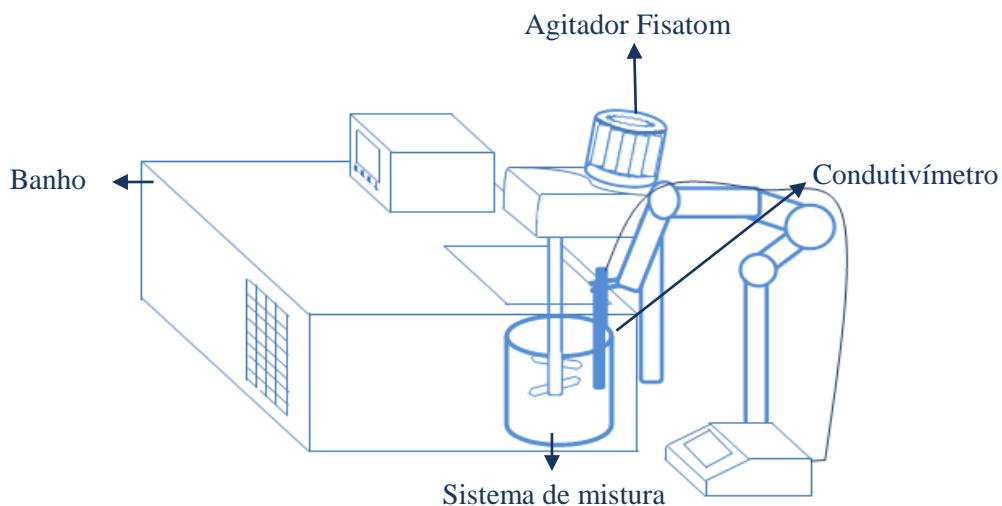 Agitador Fisatom
Banho
Condutivímetro
Sistema de mistura